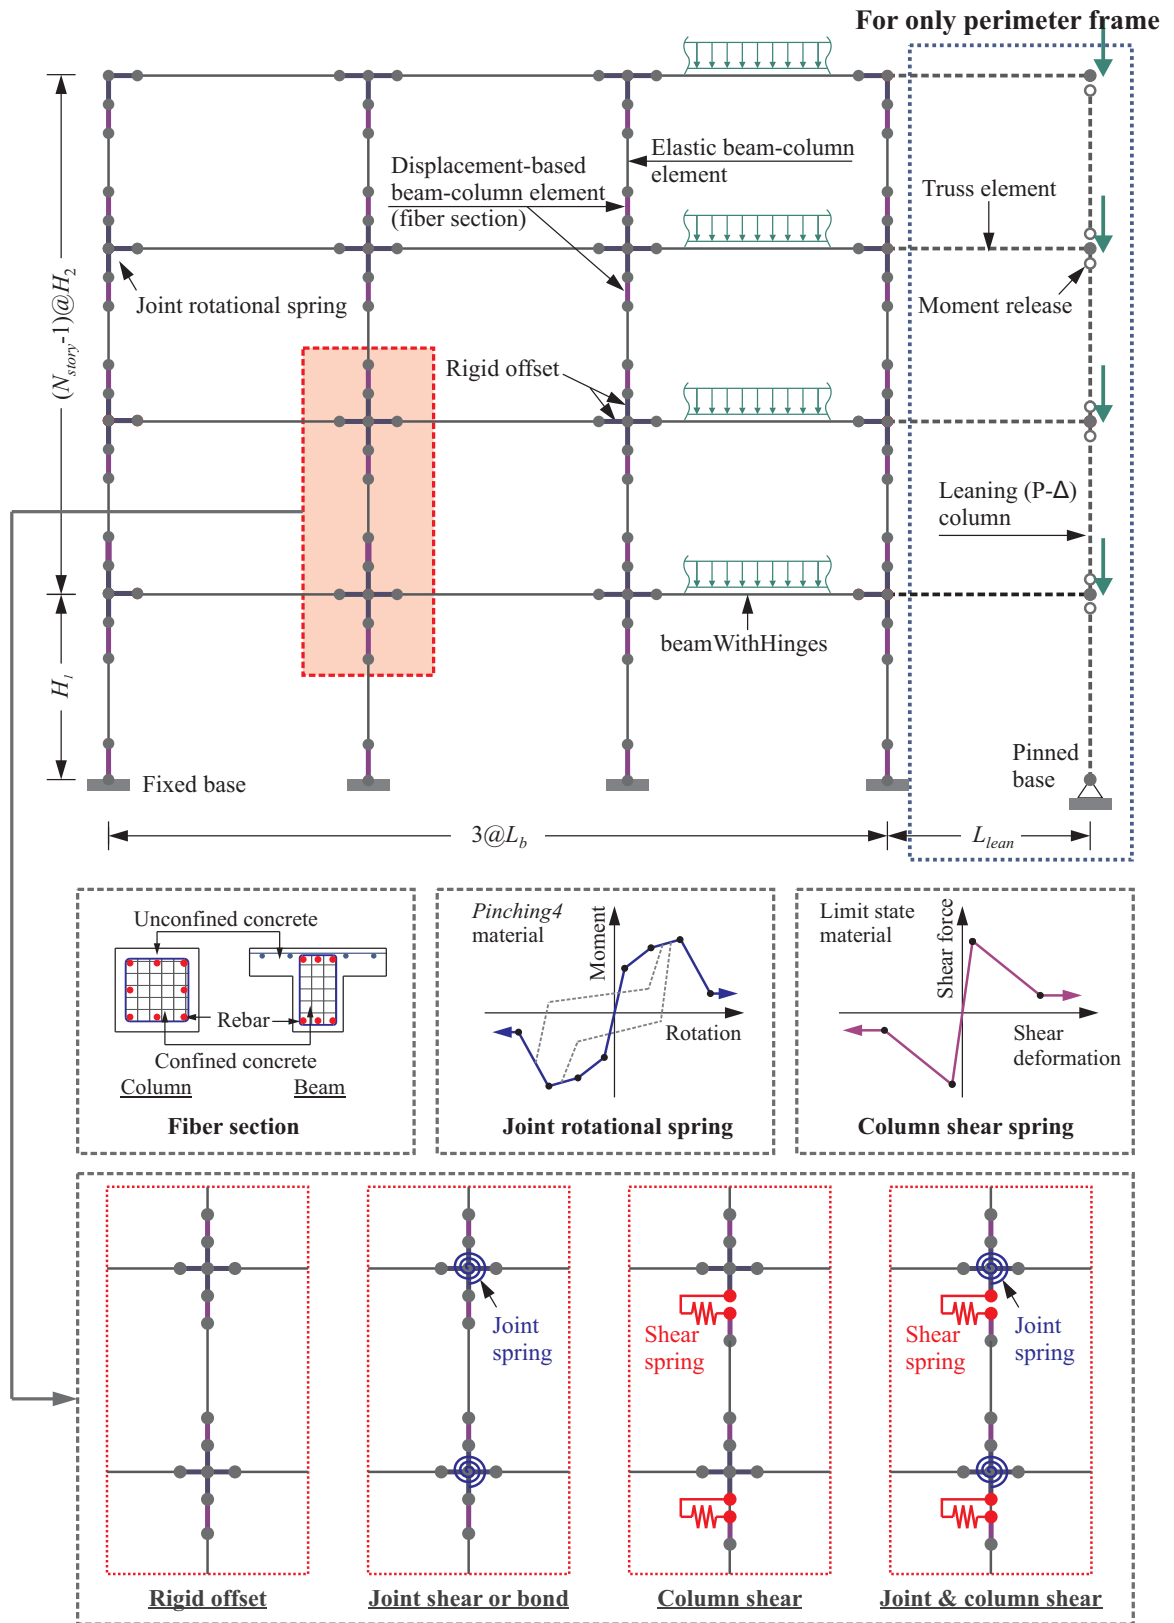 For only perimeter frame
Elastic beam-column
element
Displacement-based
beam-column element
(fiber section)
Truss element
Joint rotational spring
Moment release
(N_story-1)@H_2
Rigid offset
Leaning (P-Δ)
column
beamWithHinges
H_1
Pinned
base
Fixed base
3@L_b
L_lean
Unconfined concrete
Rebar
Confined concrete
Column
Beam
Fiber section
Pinching4
material
Moment
Rotation
Joint rotational spring
Limit state
material
Shear force
Shear
deformation
Column shear spring
Joint
spring
Shear
spring
Shear
spring
Joint
spring
Rigid offset
Joint shear or bond
Column shear
Joint & column shear